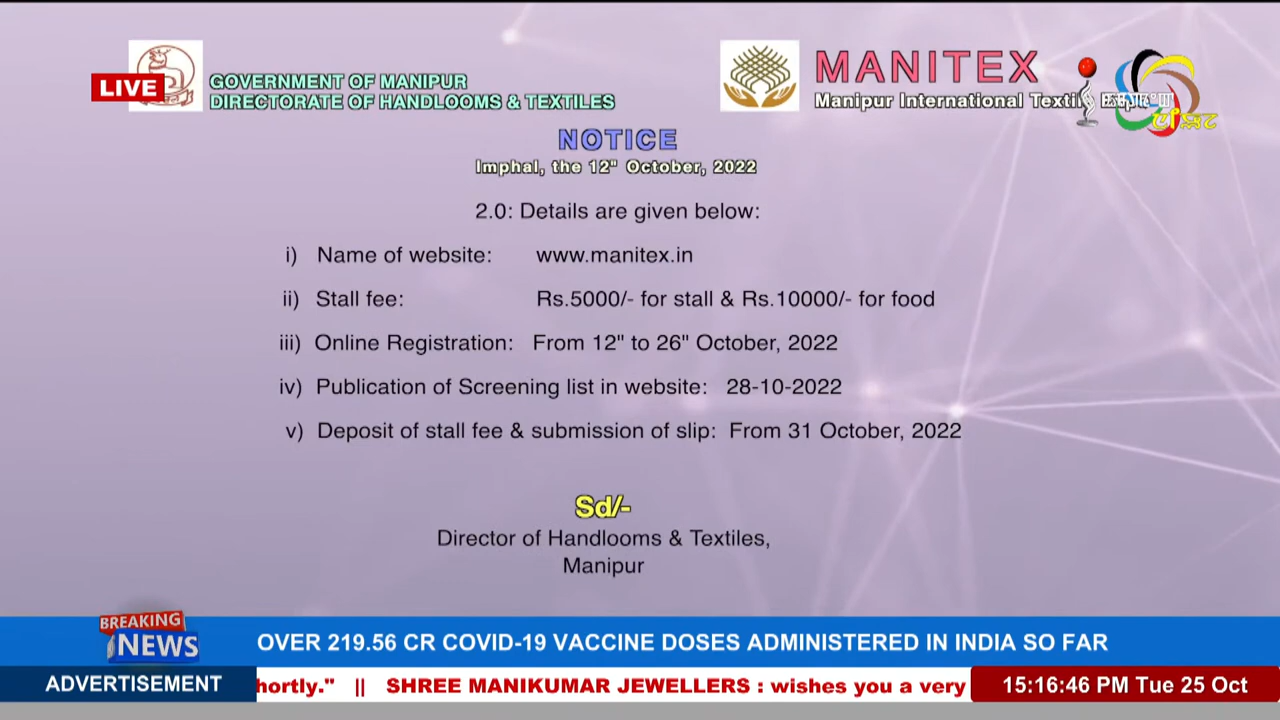 LIVE
GOVERNMENT OF MANIPUR
DIRECTORATE OF HANDLOOMS & TEXTILES
MANITEX
Manipur International Textile Expo
NOTICE
Imphal, the 12" October, 2022
2.0: Details are given below:
i) Name of website: www.manitex.in
ii) Stall fee: Rs.5000/- for stall & Rs.10000/- for food
iii) Online Registration: From 12" to 26" October, 2022
iv) Publication of Screening list in website: 28-10-2022
v) Deposit of stall fee & submission of slip: From 31 October, 2022
Sd/-
Director of Handlooms & Textiles,
Manipur
BREAKING
NEWS
OVER 219.56 CR COVID-19 VACCINE DOSES ADMINISTERED IN INDIA SO FAR
ADVERTISEMENT
hortly." || SHREE MANIKUMAR JEWELLERS : wishes you a very
15:16:46 PM Tue 25 Oct